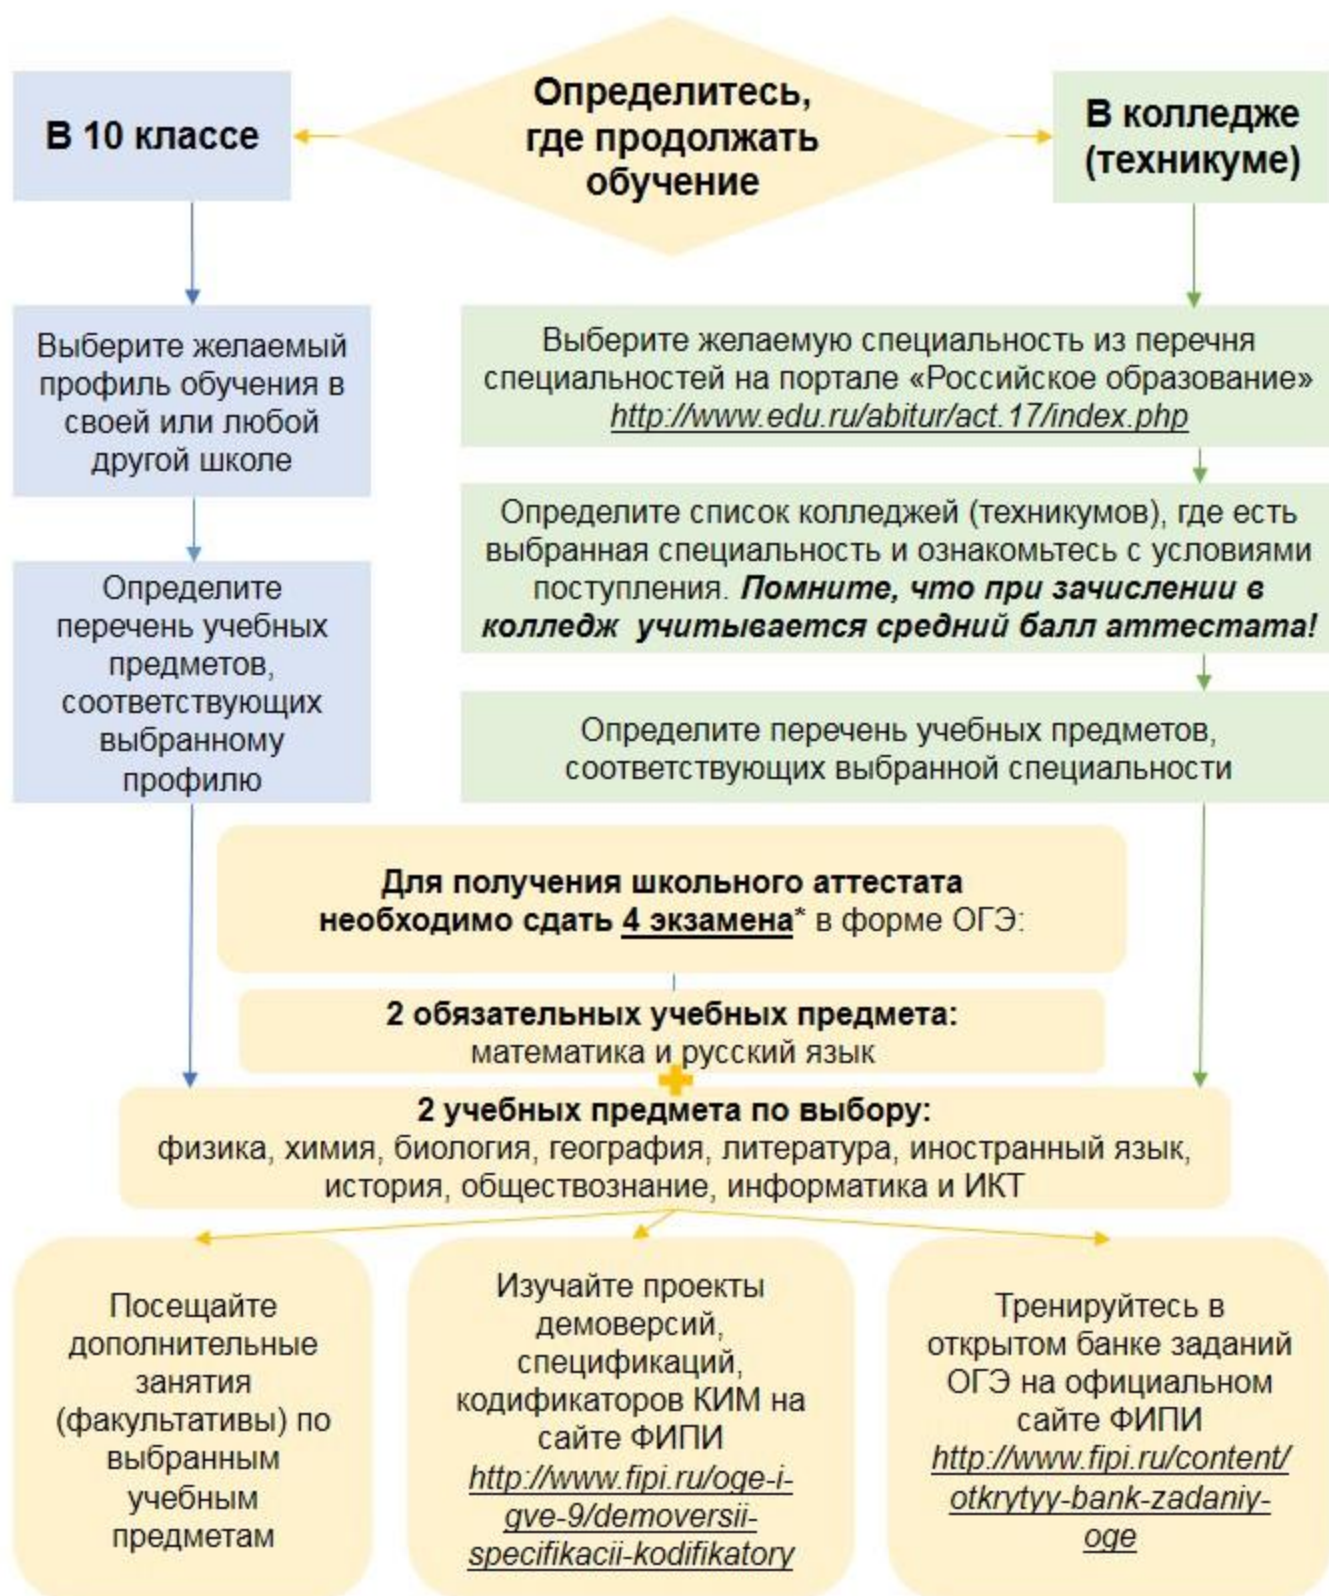 Определитесь,
где продолжать
обучение
В 10 классе
В колледже
(техникуме)
Выберите желаемый
профиль обучения в
своей или любой
другой школе
Определите
перечень учебных
предметов,
соответствующих
выбранному
профилю
Выберите желаемую специальность из перечня
специальностей на портале «Российское образование»
http://www.edu.ru/abitur/act.17/index.php
Определите список колледжей (техникумов), где есть
выбранная специальность и ознакомьтесь с условиями
поступления. Помните, что при зачислении в
колледж учитывается средний балл аттестата!
Определите перечень учебных предметов,
соответствующих выбранной специальности
Для получения школьного аттестата
необходимо сдать 4 экзамена* в форме ОГЭ:
2 обязательных учебных предмета:
математика и русский язык
2 учебных предмета по выбору:
физика, химия, биология, география, литература, иностранный язык,
история, обществознание, информатика и ИКТ
Посещайте
дополнительные
занятия
(факультативы) по
выбранным
учебным
предметам
Изучайте проекты
демоверсий,
спецификаций,
кодификаторов КИМ на
сайте ФИПИ
http://www.fipi.ru/oge-i-
gve-9/demoversii-
specifikacii-kodifikatory
Тренируйтесь в
открытом банке заданий
ОГЭ на официальном
сайте ФИПИ
http://www.fipi.ru/content/
otkrytyy-bank-zadaniy-
oge